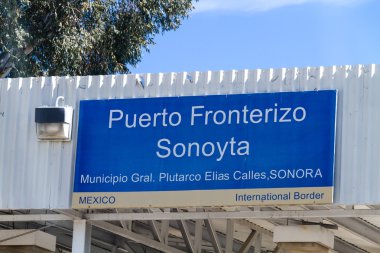 Puerto Fronterizo
Sonoyta
Municipio Gral. Plutarco Elias Calles,SONORA
MEXICO International Border